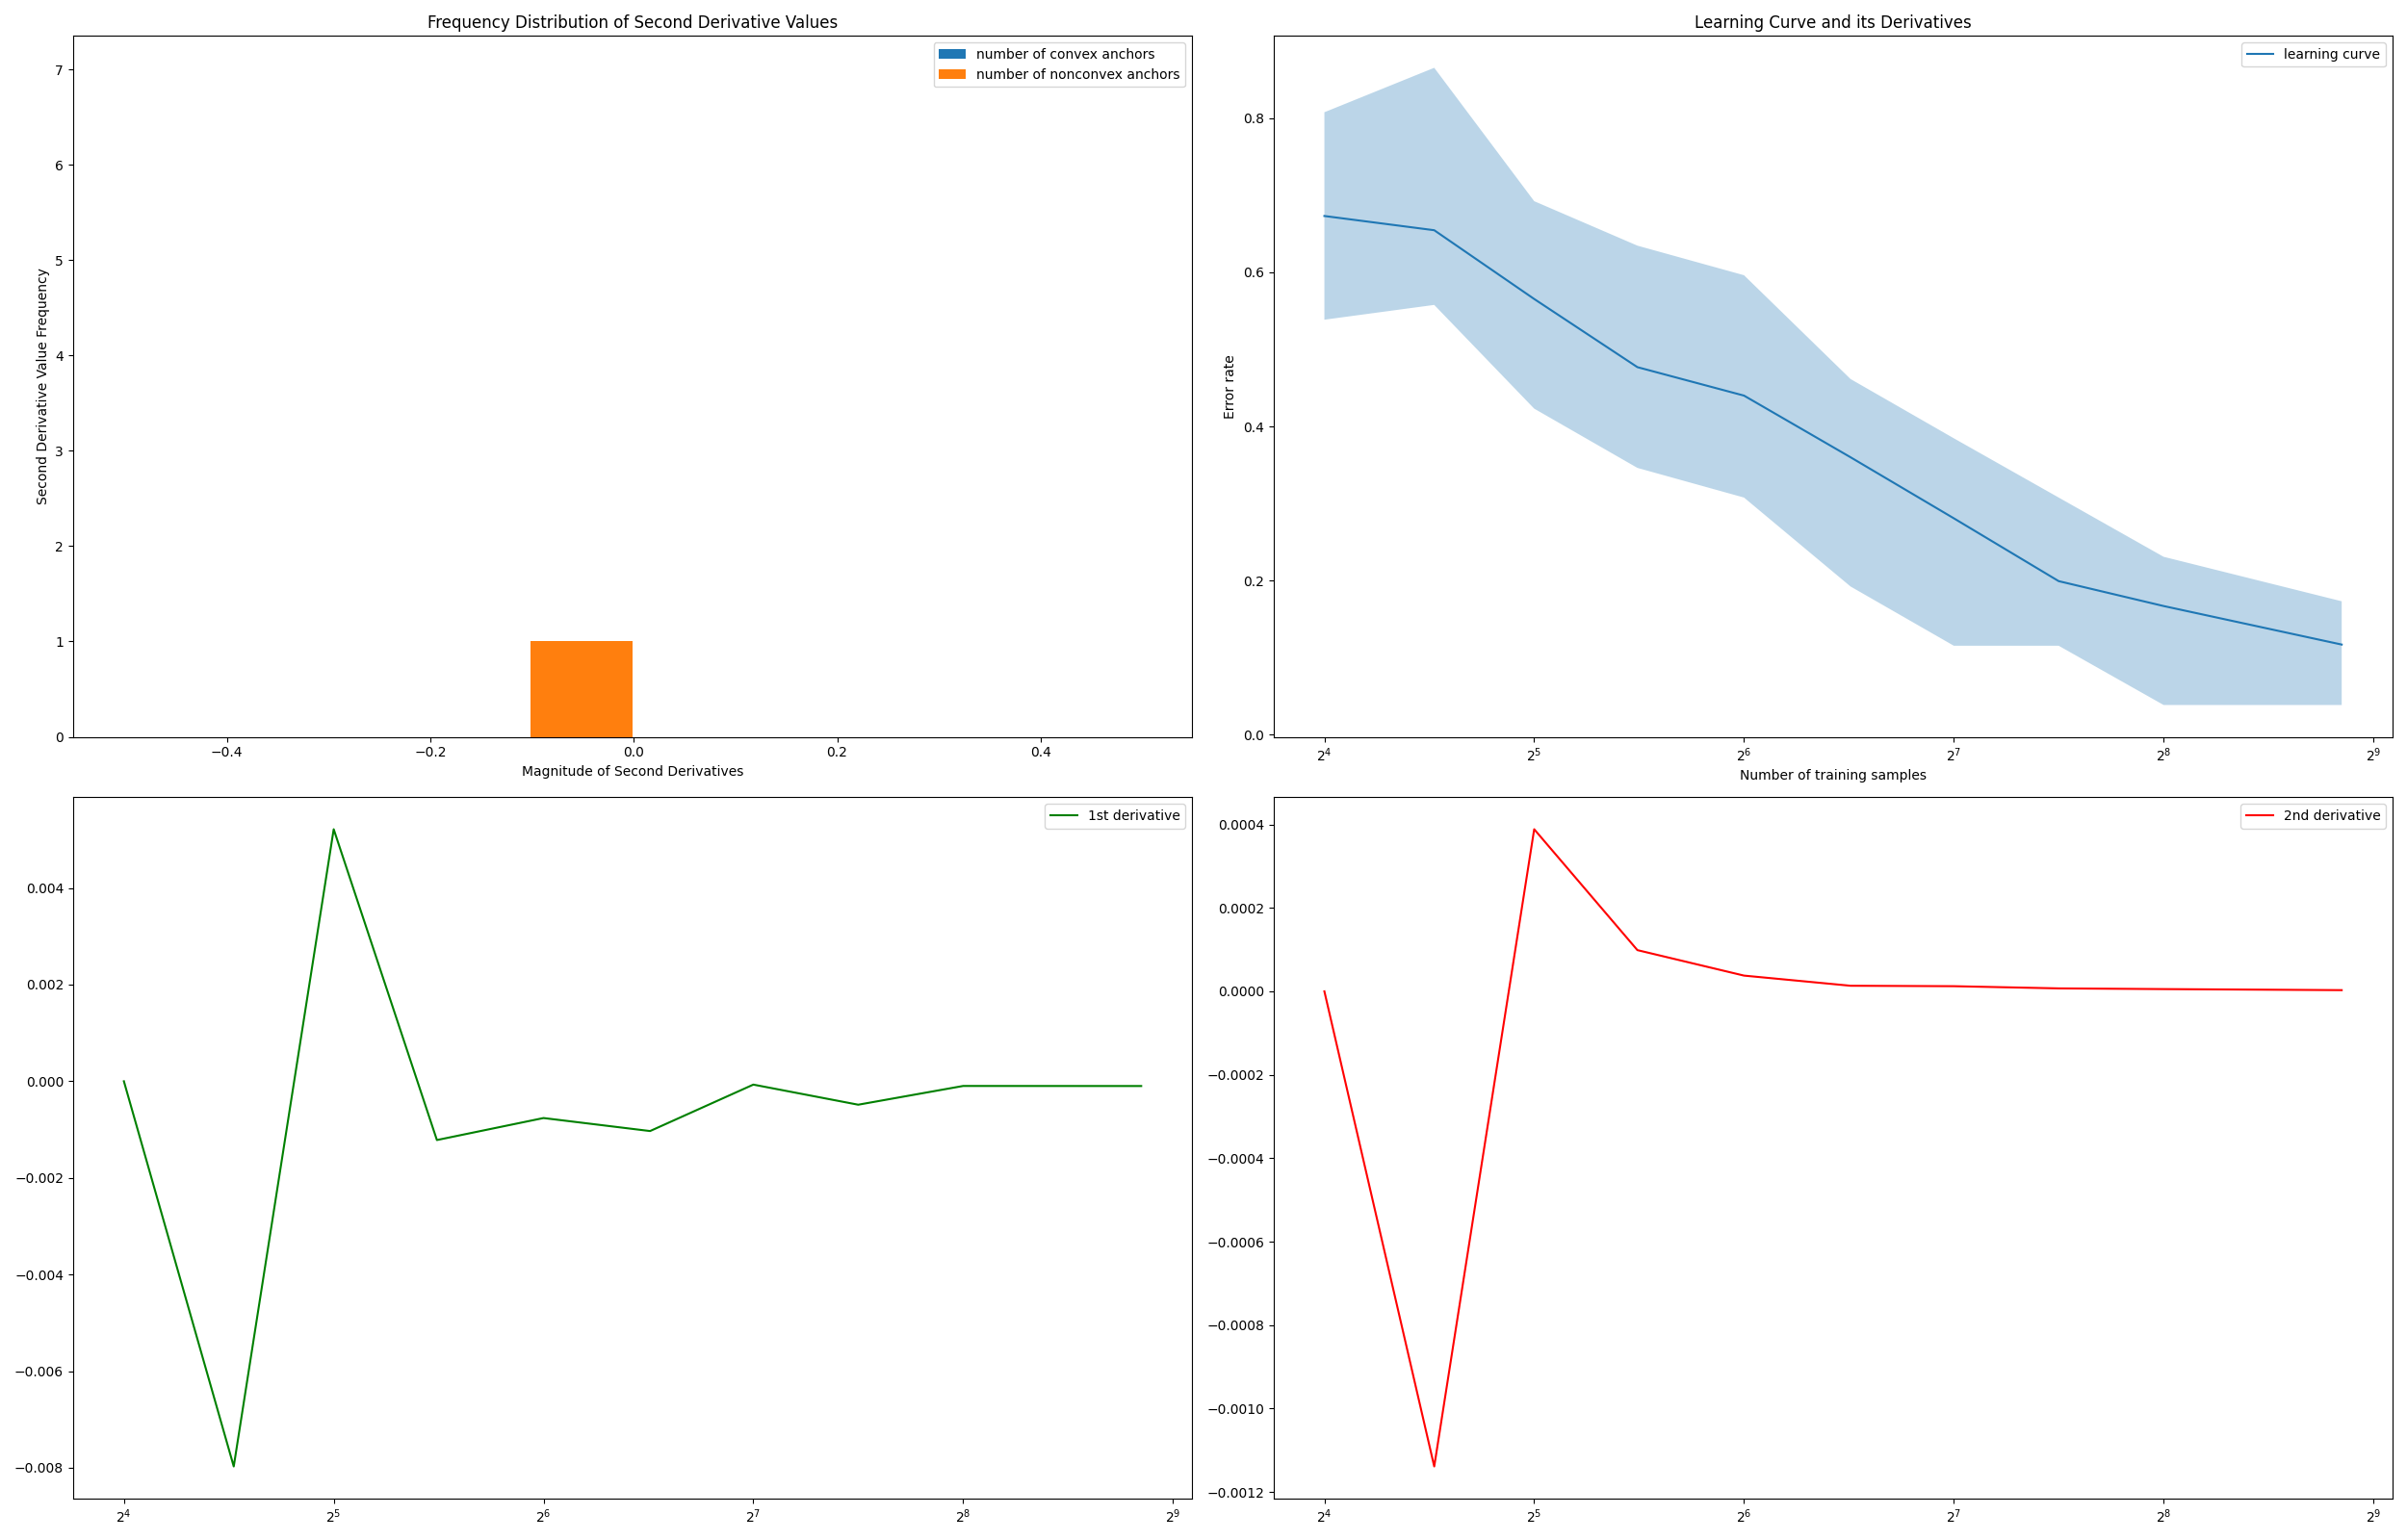 Frequency Distribution of Second Derivative Values
number of convex anchors
number of nonconvex anchors
7
6
5
4
3
2
1
0
Second Derivative Value Frequency
−0.4 −0.2 0.0 0.2 0.4
Magnitude of Second Derivatives
Learning Curve and its Derivatives
learning curve
0.8
0.6
0.4
0.2
0.0
Error rate
2⁴ 2⁵ 2⁶ 2⁷ 2⁸ 2⁹
Number of training samples
1st derivative
0.004
0.002
0.000
−0.002
−0.004
−0.006
−0.008
2⁴ 2⁵ 2⁶ 2⁷ 2⁸ 2⁹
2nd derivative
0.0004
0.0002
0.0000
−0.0002
−0.0004
−0.0006
−0.0008
−0.0010
−0.0012
2⁴ 2⁵ 2⁶ 2⁷ 2⁸ 2⁹